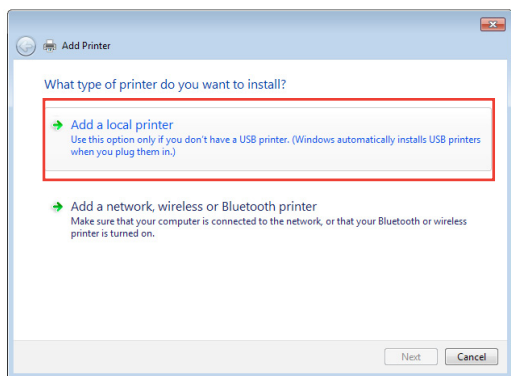 Add Printer
What type of printer do you want to install?
Add a local printer
Use this option only if you don't have a USB printer. (Windows automatically installs USB printers
when you plug them in.)
Add a network, wireless or Bluetooth printer
Make sure that your computer is connected to the network, or that your Bluetooth or wireless
printer is turned on.
Next
Cancel